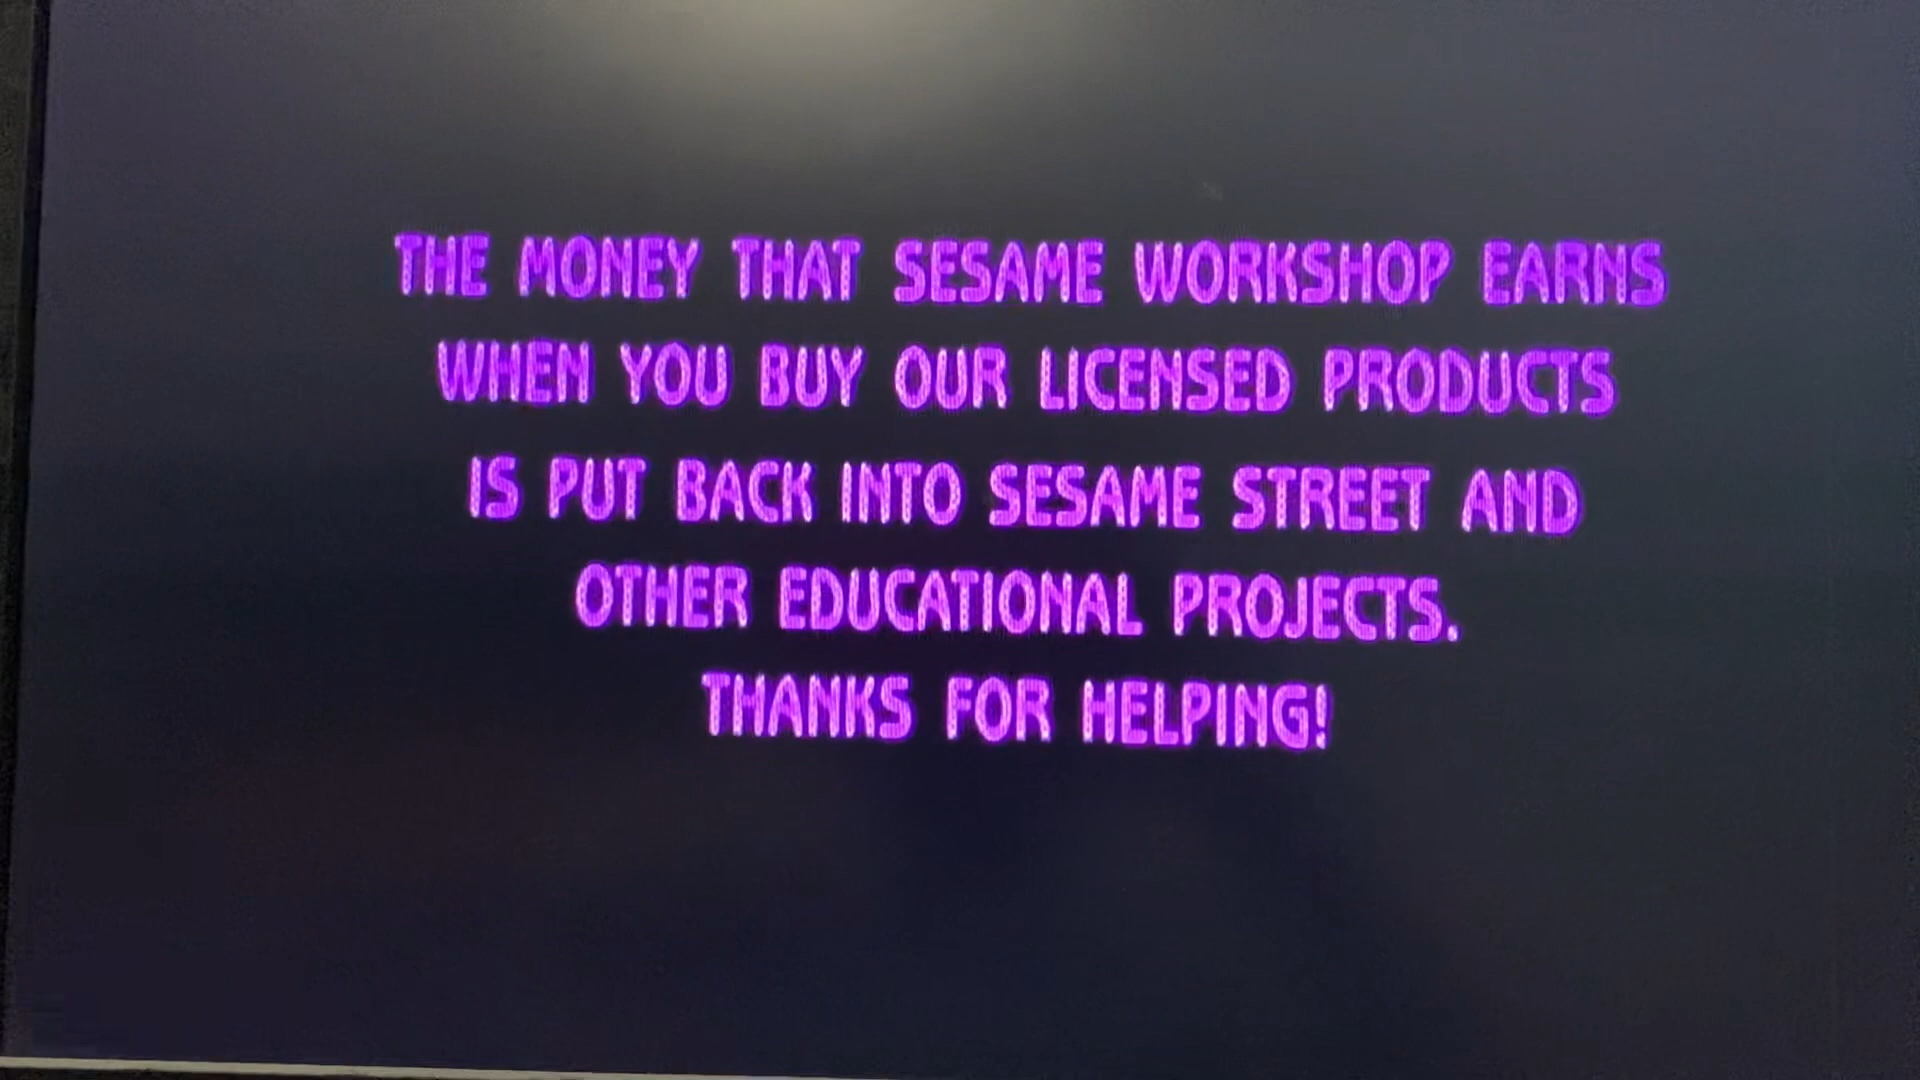 THE MONEY THAT SESAME WORKSHOP EARNS
WHEN YOU BUY OUR LICENSED PRODUCTS
IS PUT BACK INTO SESAME STREET AND
OTHER EDUCATIONAL PROJECTS.
THANKS FOR HELPING!